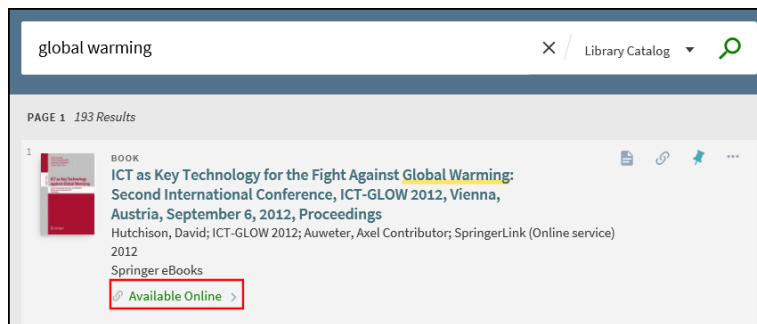 global warming
Library Catalog
PAGE 1 193 Results
1
BOOK
ICT as Key Technology for the Fight Against Global Warming:
Second International Conference, ICT-GLOW 2012, Vienna,
Austria, September 6, 2012, Proceedings
Hutchison, David; ICT-GLOW 2012; Auweter, Axel Contributor; SpringerLink (Online service)
2012
Springer eBooks
Available Online